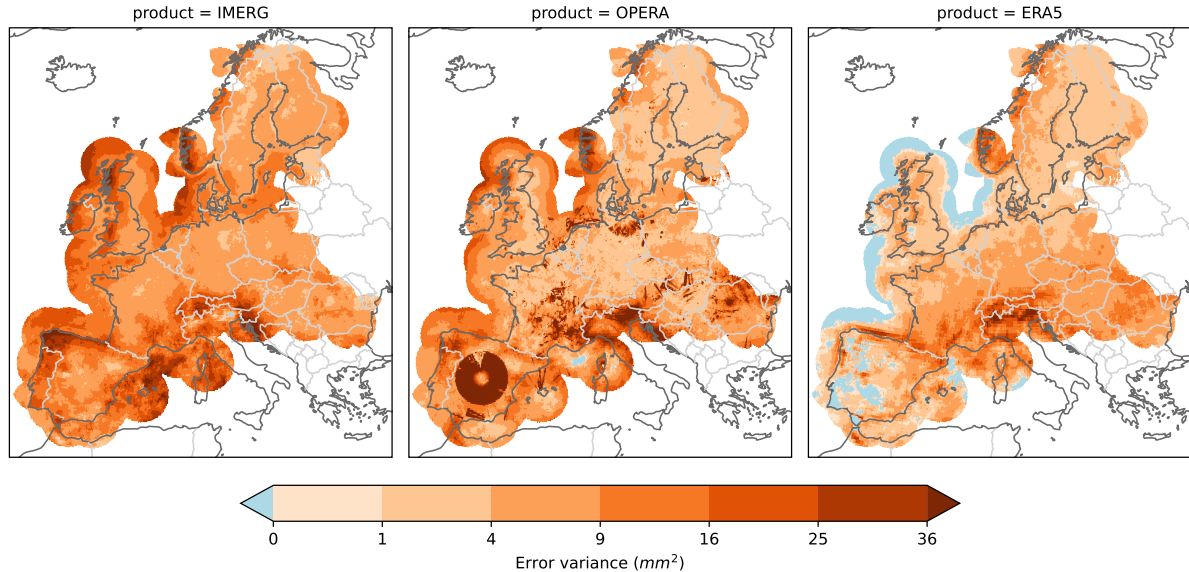 product = IMERG
product = OPERA
product = ERA5
0 1 4 9 16 25 36
Error variance (mm²)